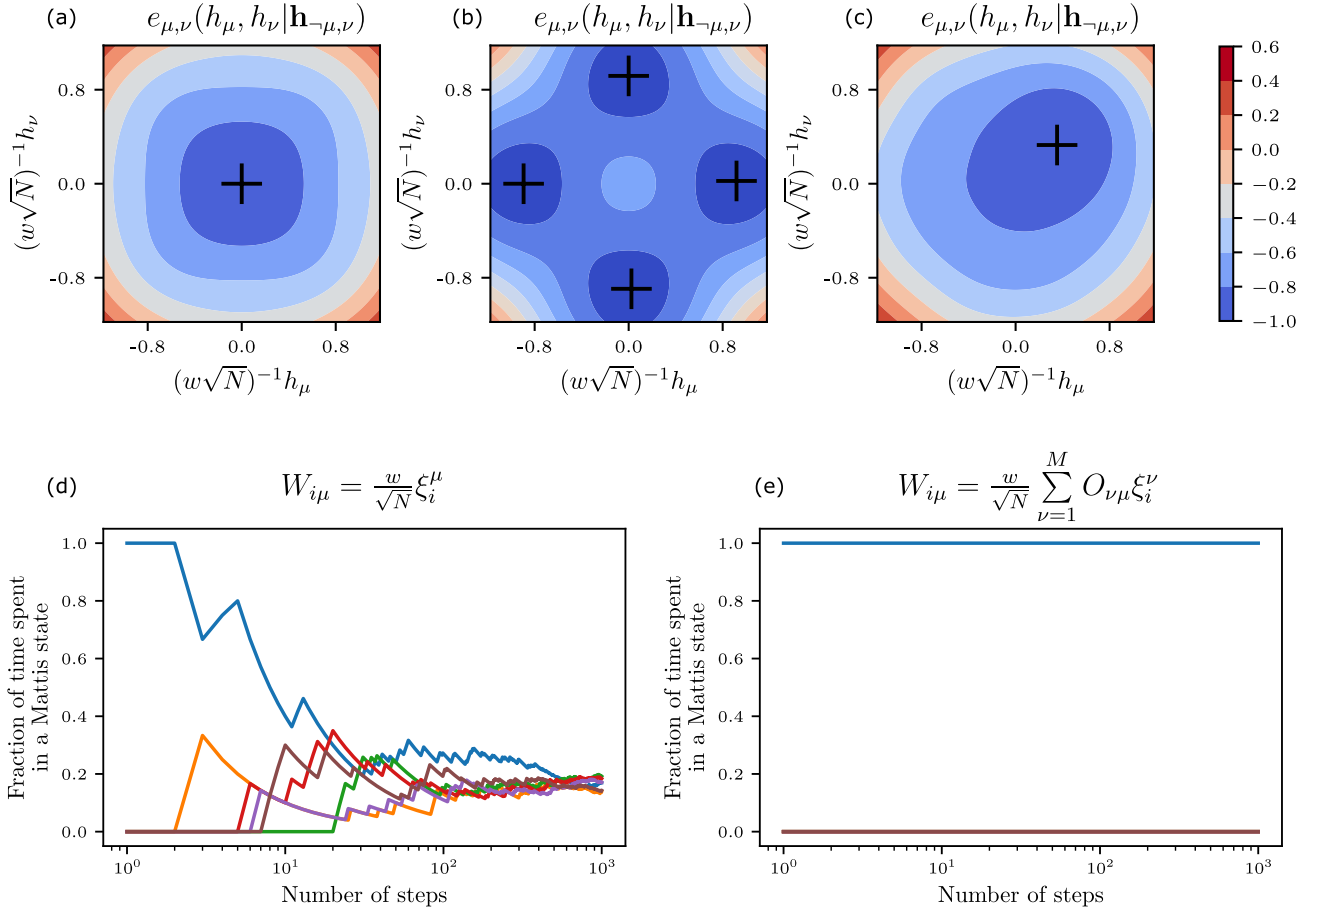 (a) e_{μ,ν}(h_μ, h_ν|𝐡_{¬μ,ν})
(b) e_{μ,ν}(h_μ, h_ν|𝐡_{¬μ,ν})
(c) e_{μ,ν}(h_μ, h_ν|𝐡_{¬μ,ν})
(w√N)^{-1}h_ν
0.8
0.0
-0.8
-0.8 0.0 0.8
(w√N)^{-1}h_μ
(w√N)^{-1}h_ν
0.8
0.0
-0.8
-0.8 0.0 0.8
(w√N)^{-1}h_μ
(w√N)^{-1}h_ν
0.8
0.0
-0.8
-0.8 0.0 0.8
(w√N)^{-1}h_μ
0.6
0.4
0.2
0.0
−0.2
−0.4
−0.6
−0.8
−1.0
(d) W_{iμ} = \frac{w}{√N} ξ_i^μ
Fraction of time spent
in a Mattis state
1.0
0.8
0.6
0.4
0.2
0.0
10^0 10^1 10^2 10^3
Number of steps
(e) W_{iμ} = \frac{w}{√N} ∑_{ν=1}^{M} O_{νμ} ξ_i^ν
Fraction of time spent
in a Mattis state
1.0
0.8
0.6
0.4
0.2
0.0
10^0 10^1 10^2 10^3
Number of steps